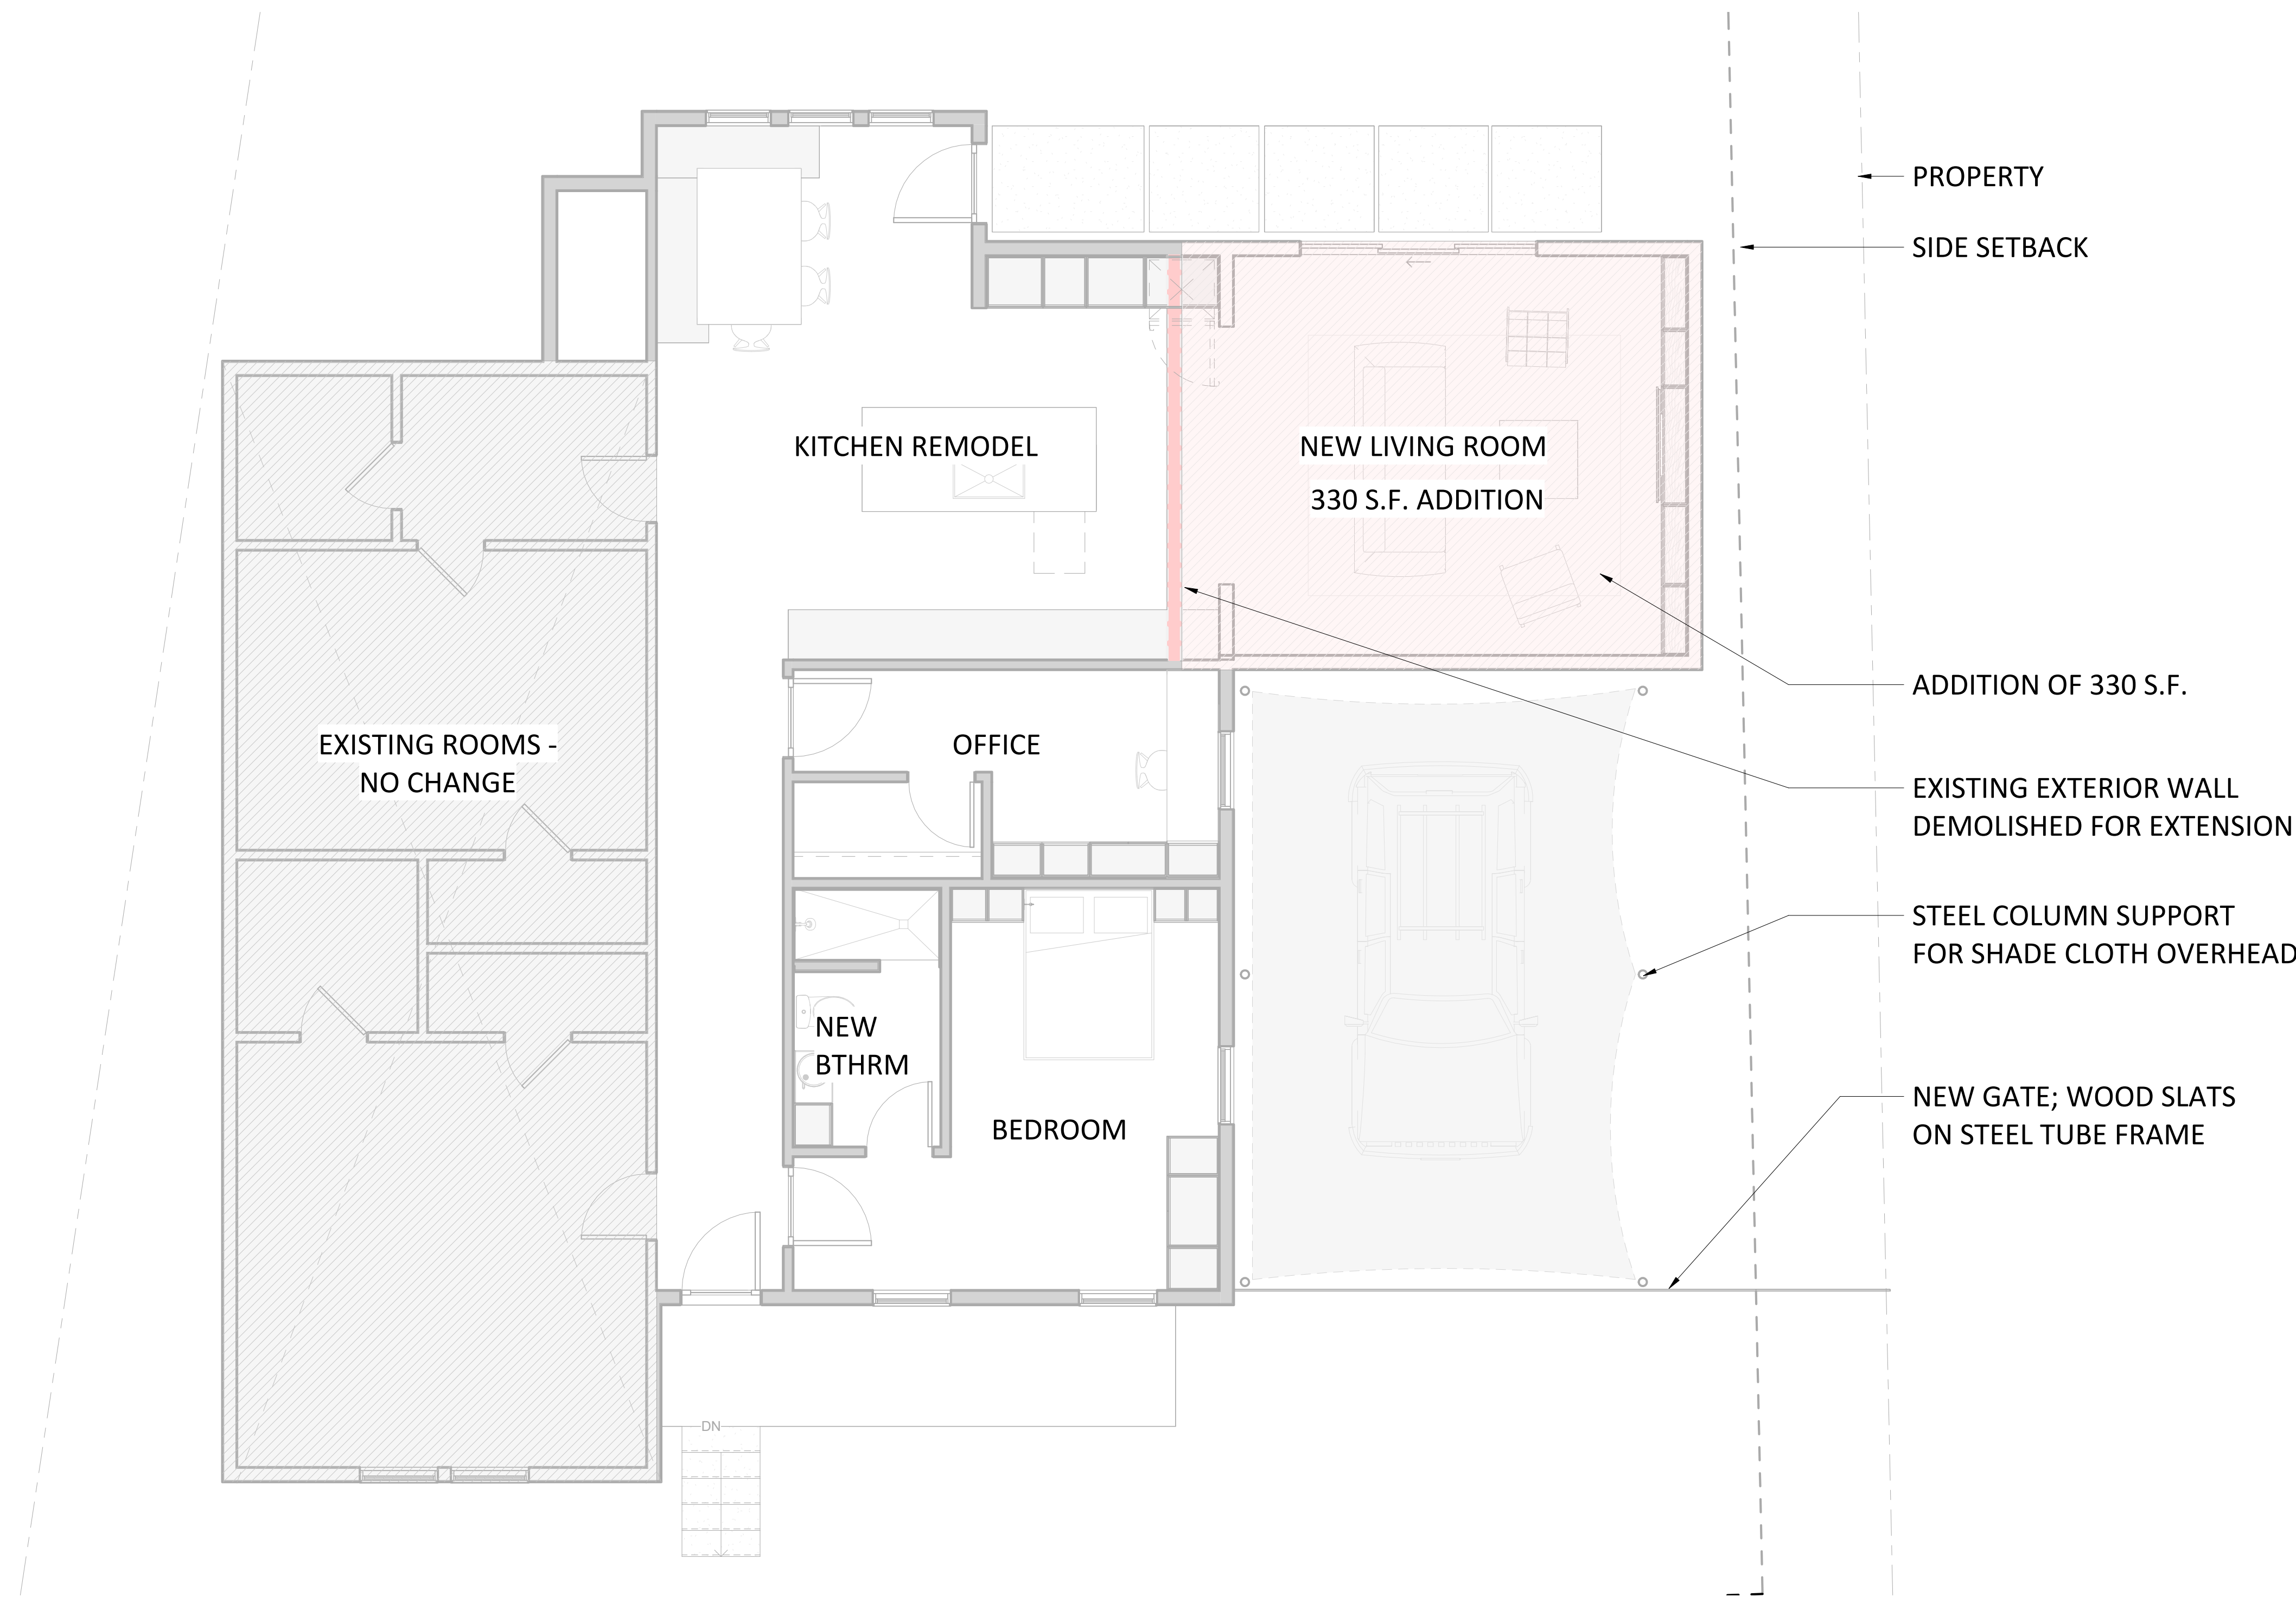 PROPERTY
SIDE SETBACK
KITCHEN REMODEL
NEW LIVING ROOM
330 S.F. ADDITION
ADDITION OF 330 S.F.
EXISTING ROOMS -
NO CHANGE
OFFICE
EXISTING EXTERIOR WALL
DEMOLISHED FOR EXTENSION
STEEL COLUMN SUPPORT
FOR SHADE CLOTH OVERHEAD
NEW
BTHRM
BEDROOM
NEW GATE; WOOD SLATS
ON STEEL TUBE FRAME
DN